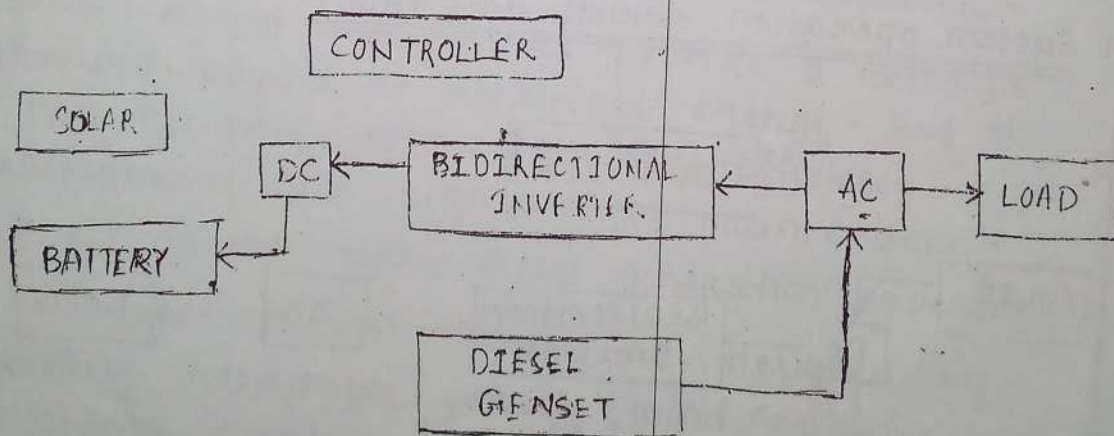 CONTROLLER
SOLAR
DC
BIDIRECTIONAL
INVERTER
AC
LOAD
BATTERY
DIESEL
GENSET